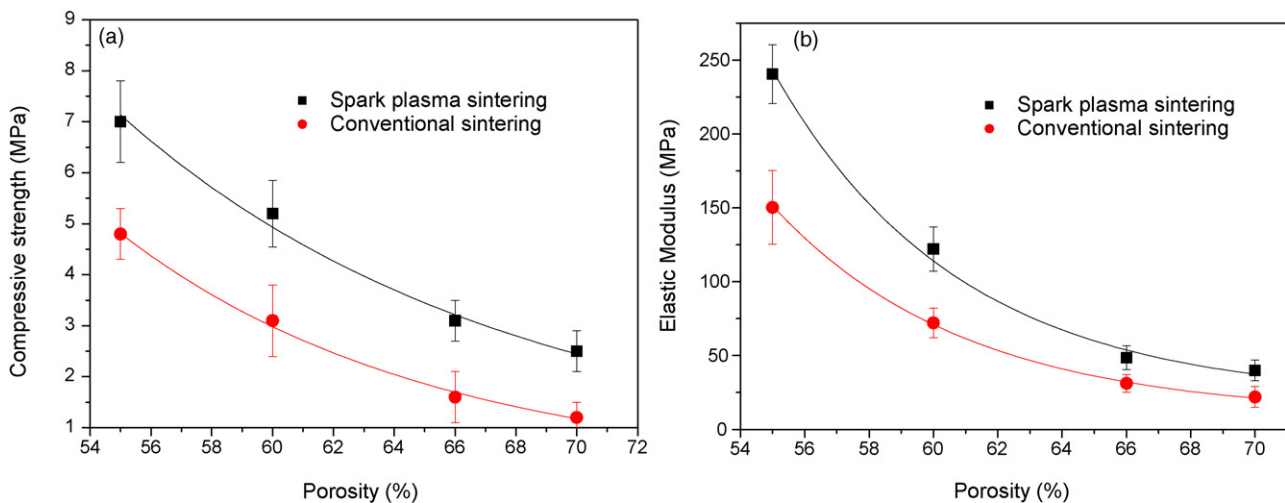 (a)
Compressive strength (MPa)
9
8
7
6
5
4
3
2
1
Spark plasma sintering
Conventional sintering
54 56 58 60 62 64 66 68 70 72
Porosity (%)
(b)
Elastic Modulus (MPa)
250
200
150
100
50
0
Spark plasma sintering
Conventional sintering
54 56 58 60 62 64 66 68 70
Porosity (%)